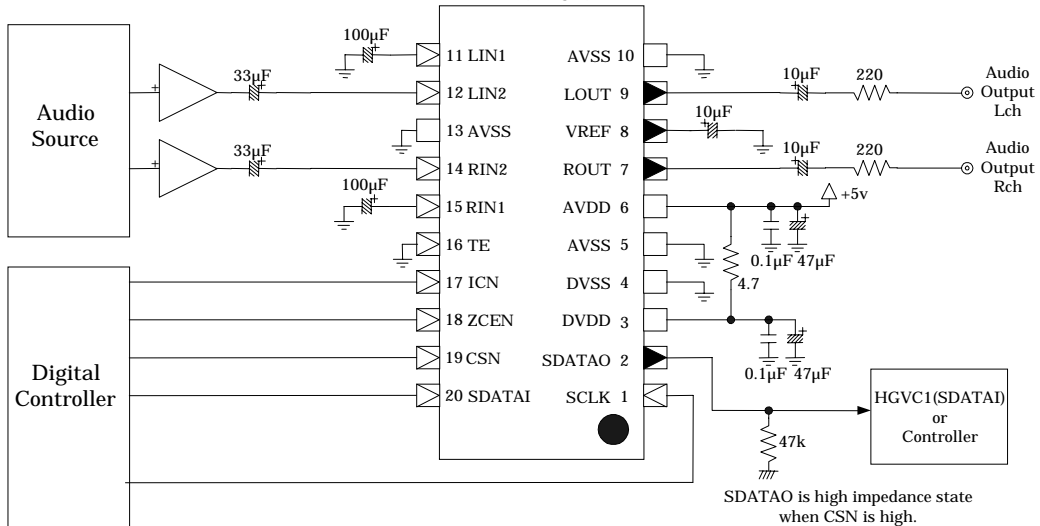 Audio
Source
33µF
+
+
33µF
+
+
100µF
+
100µF
+
Digital
Controller
11 LIN1
12 LIN2
13 AVSS
14 RIN2
15 RIN1
16 TE
17 ICN
18 ZCEN
19 CSN
20 SDATAI
AVSS 10
LOUT 9
VREF 8
ROUT 7
AVDD 6
AVSS 5
DVSS 4
DVDD 3
SDATAO 2
SCLK 1
10µF
+
220
Audio
Output
Lch
10µF
+
10µF
+
220
Audio
Output
Rch
+5v
+
0.1µF 47µF
4.7
+
0.1µF 47µF
HGVC1(SDATAI)
or
Controller
47k
SDATAO is high impedance state
when CSN is high.